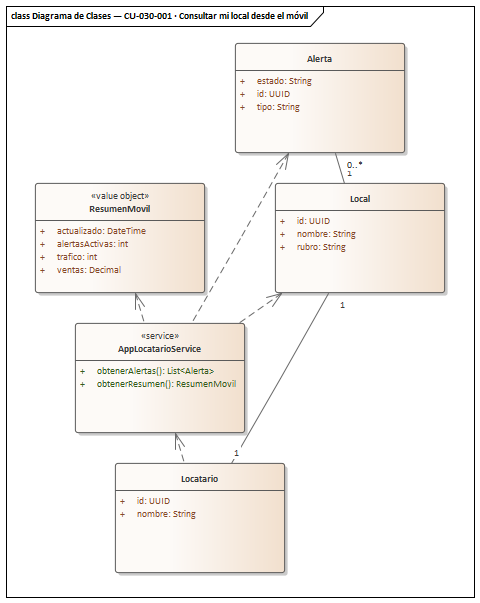 class Diagrama de Clases — CU-030-001 · Consultar mi local desde el móvil
Alerta
+ estado: String
+ id: UUID
+ tipo: String
0..*
1
«value object»
ResumenMovil
+ actualizado: DateTime
+ alertasActivas: int
+ trafico: int
+ ventas: Decimal
Local
+ id: UUID
+ nombre: String
+ rubro: String
1
«service»
AppLocatarioService
+ obtenerAlertas(): List<Alerta>
+ obtenerResumen(): ResumenMovil
1
Locatario
+ id: UUID
+ nombre: String